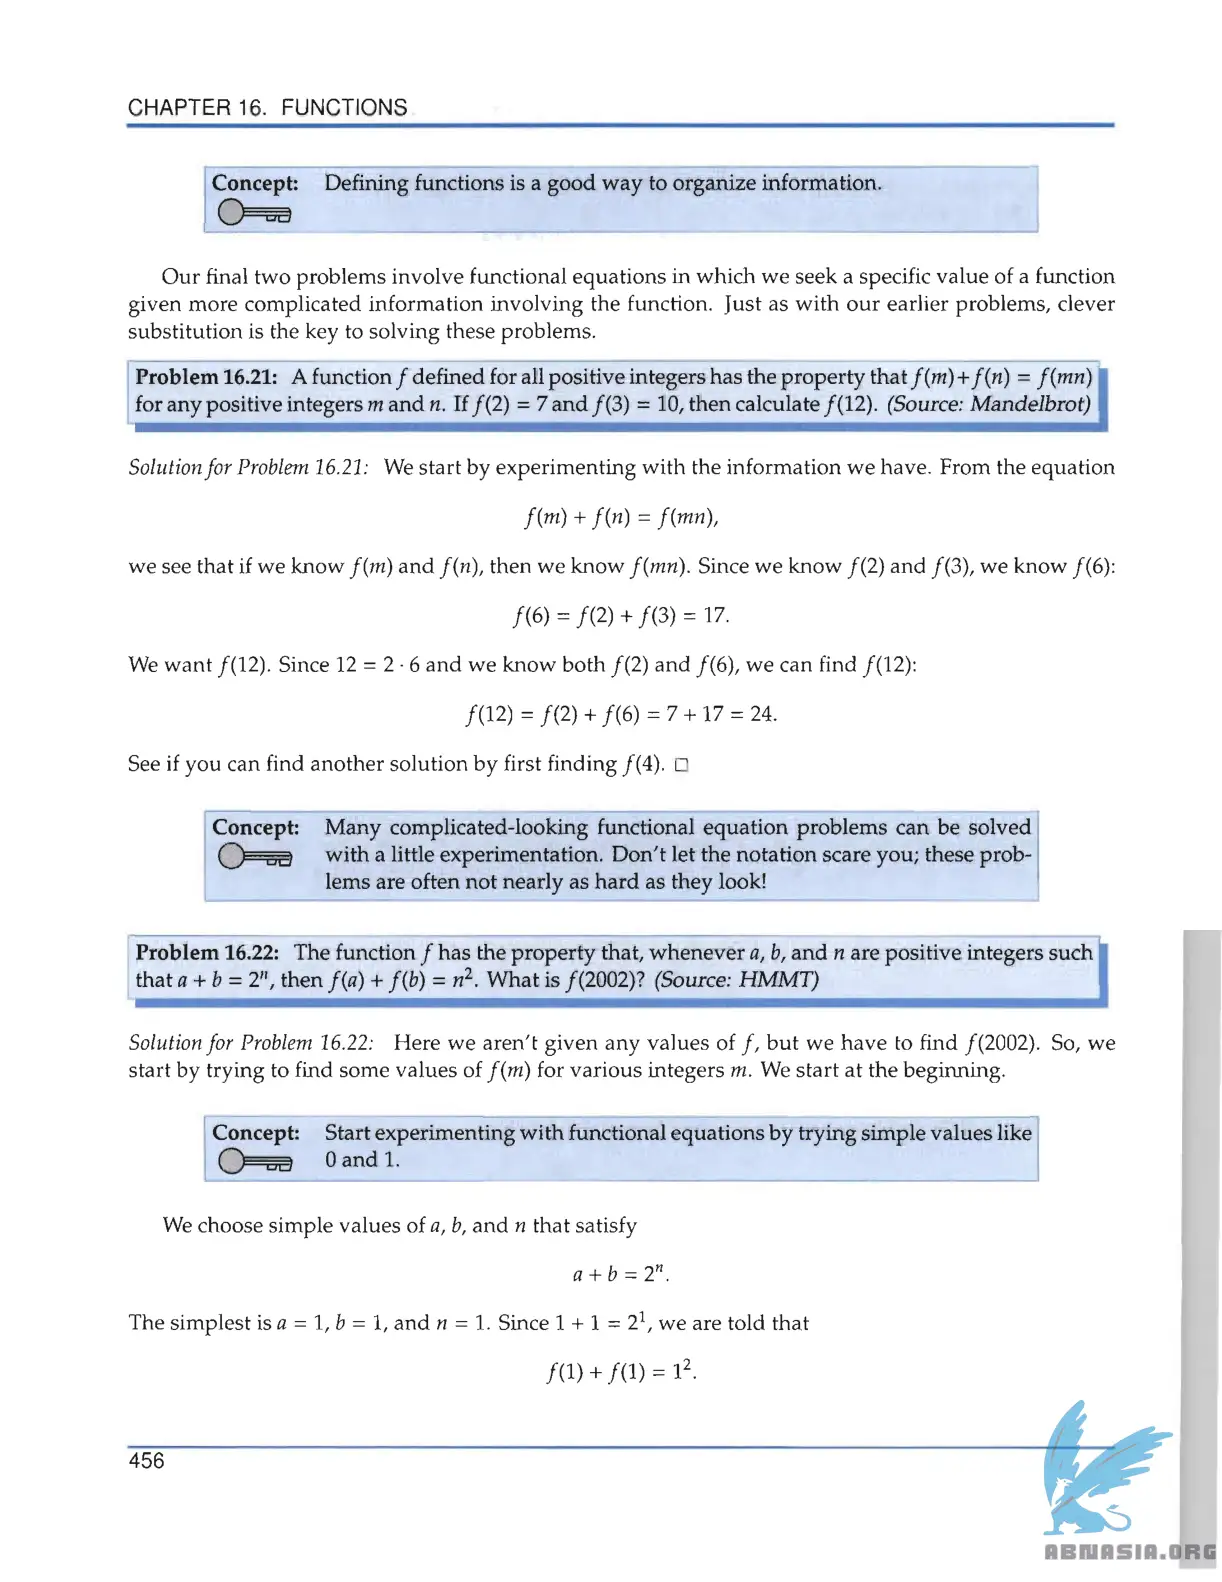 CHAPTER 16. FUNCTIONS
Concept: Defining functions is a good way to organize information.
Our final two problems involve functional equations in which we seek a specific value of a function
given more complicated information involving the function. Just as with our earlier problems, clever
substitution is the key to solving these problems.
Problem 16.21: A function f defined for all positive integers has the property that f(m)+f(n) = f(mn)
for any positive integers m and n. If f(2) = 7 and f(3) = 10, then calculate f(12). (Source: Mandelbrot)
Solution for Problem 16.21: We start by experimenting with the information we have. From the equation
f(m) + f(n) = f(mn),
we see that if we know f(m) and f(n), then we know f(mn). Since we know f(2) and f(3), we know f(6):
f(6) = f(2) + f(3) = 17.
We want f(12). Since 12 = 2 · 6 and we know both f(2) and f(6), we can find f(12):
f(12) = f(2) + f(6) = 7 + 17 = 24.
See if you can find another solution by first finding f(4). □
Concept: Many complicated-looking functional equation problems can be solved
with a little experimentation. Don't let the notation scare you; these prob-
lems are often not nearly as hard as they look!
Problem 16.22: The function f has the property that, whenever a, b, and n are positive integers such
that a + b = 2ⁿ, then f(a) + f(b) = n². What is f(2002)? (Source: HMMT)
Solution for Problem 16.22: Here we aren't given any values of f, but we have to find f(2002). So, we
start by trying to find some values of f(m) for various integers m. We start at the beginning.
Concept: Start experimenting with functional equations by trying simple values like
0 and 1.
We choose simple values of a, b, and n that satisfy
a + b = 2ⁿ.
The simplest is a = 1, b = 1, and n = 1. Since 1 + 1 = 2¹, we are told that
f(1) + f(1) = 1².
456
ABNASIA.ORG